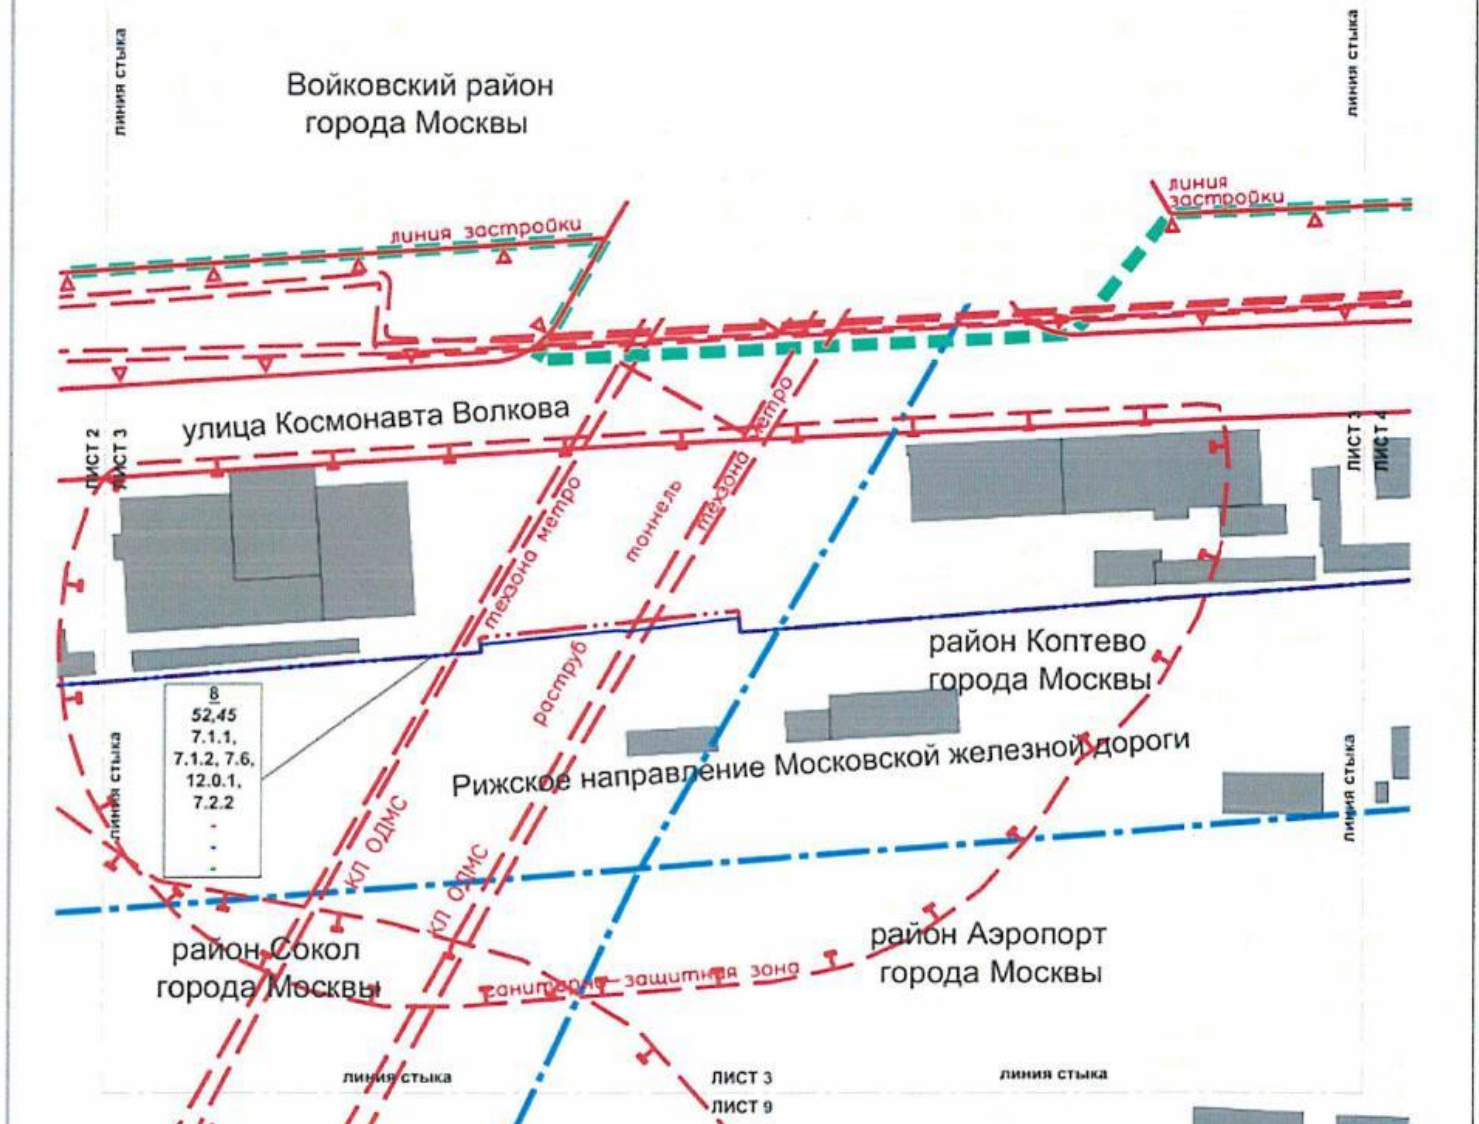 линия стыка
линия стыка
Войковский район
города Москвы
линия
застройки
линия застройки
улица Космонавта Волкова
техзона метро
ЛИСТ 2
ЛИСТ 3
ЛИСТ 3
ЛИСТ 4
техзона метро
тоннель
раструб
район Коптево
города Москвы
8
52,45
7.1.1,
7.1.2, 7.6,
12.0.1,
7.2.2
-
-
-
линия стыка
Рижское направление Московской железной дороги
линия стыка
КЛ ОДМС
КЛ ОДМС
район Сокол
города Москвы
район Аэропорт
города Москвы
санитарно-защитная зона
линия стыка
ЛИСТ 3
ЛИСТ 9
линия стыка